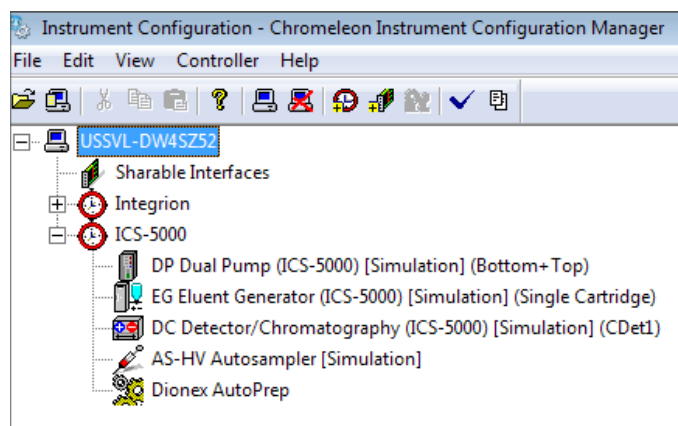 Instrument Configuration - Chromeleon Instrument Configuration Manager
File Edit View Controller Help
USSVL-DW4SZ52
Sharable Interfaces
Integrion
ICS-5000
DP Dual Pump (ICS-5000) [Simulation] (Bottom+Top)
EG Eluent Generator (ICS-5000) [Simulation] (Single Cartridge)
DC Detector/Chromatography (ICS-5000) [Simulation] (CDet1)
AS-HV Autosampler [Simulation]
Dionex AutoPrep